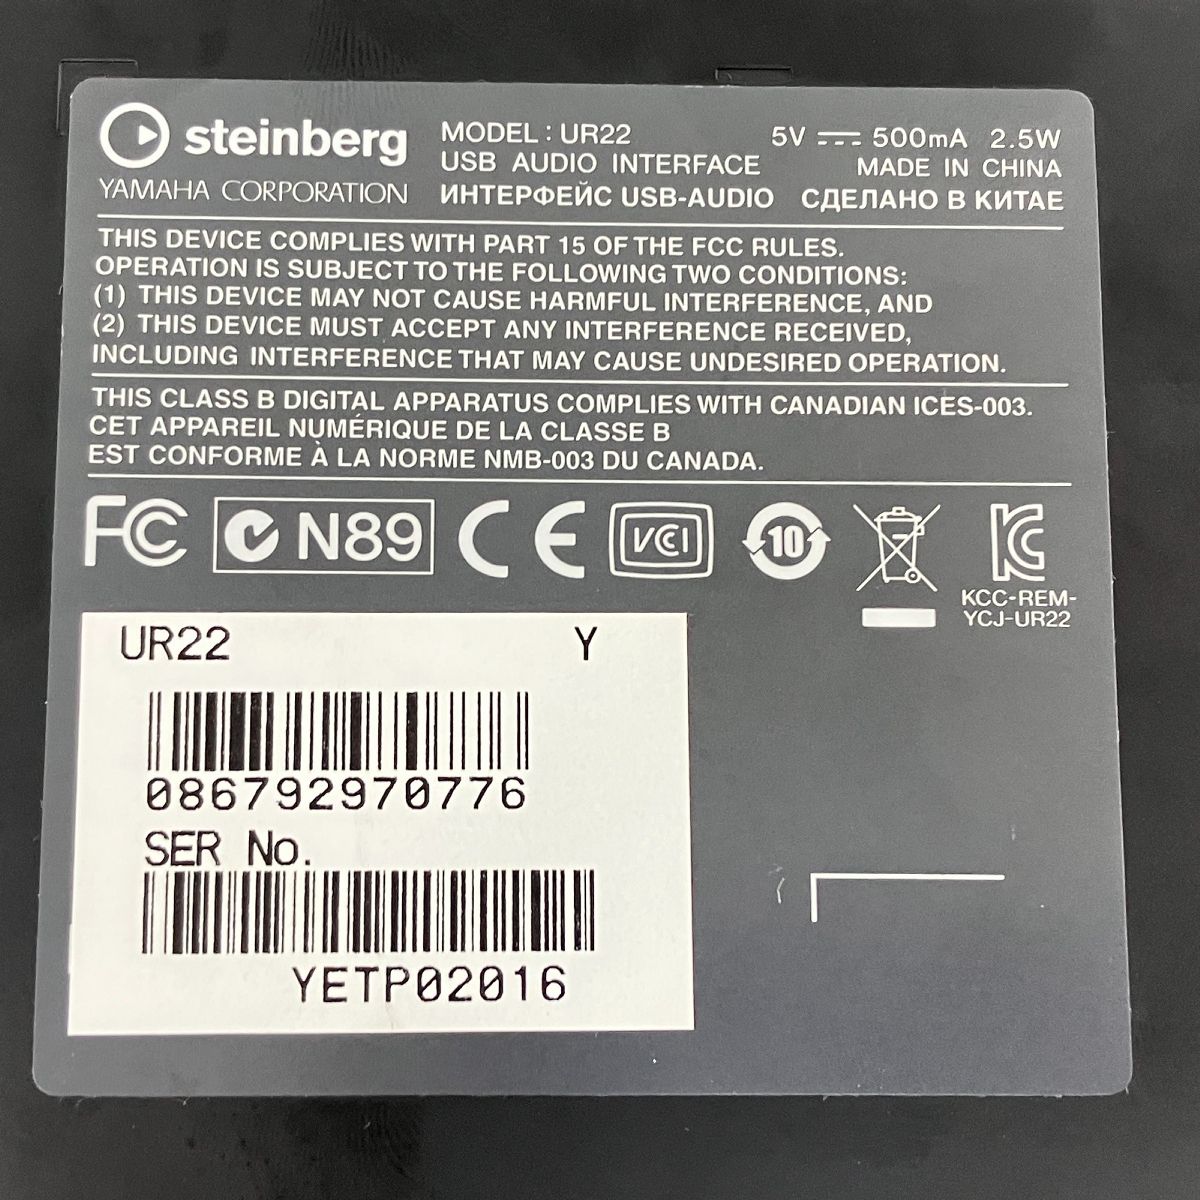 steinberg
YAMAHA CORPORATION
MODEL : UR22
USB AUDIO INTERFACE
ИНТЕРФЕЙС USB-AUDIO
5V ⎓ 500mA 2.5W
MADE IN CHINA
СДЕЛАНО В КИТАЕ
THIS DEVICE COMPLIES WITH PART 15 OF THE FCC RULES.
OPERATION IS SUBJECT TO THE FOLLOWING TWO CONDITIONS:
(1) THIS DEVICE MAY NOT CAUSE HARMFUL INTERFERENCE, AND
(2) THIS DEVICE MUST ACCEPT ANY INTERFERENCE RECEIVED,
INCLUDING INTERFERENCE THAT MAY CAUSE UNDESIRED OPERATION.
THIS CLASS B DIGITAL APPARATUS COMPLIES WITH CANADIAN ICES-003.
CET APPAREIL NUMÉRIQUE DE LA CLASSE B
EST CONFORME À LA NORME NMB-003 DU CANADA.
FC N89 CE VCI 10 KC
KCC-REM-
YCJ-UR22
UR22 Y
086792970776
SER No.
YETP02016